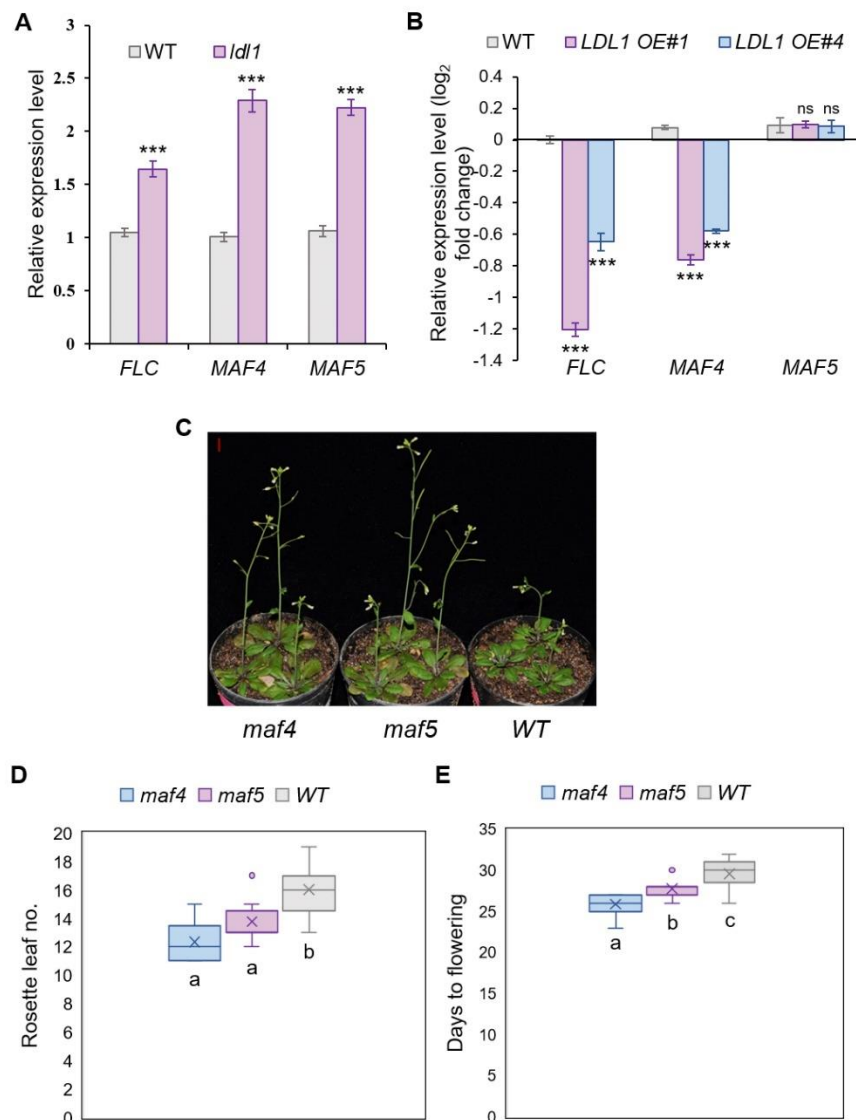 A
WT ldl1
Relative expression level
3
2.5
2
1.5
1
0.5
0
***
***
***
FLC MAF4 MAF5
B
WT LDL1 OE#1 LDL1 OE#4
Relative expression level (log2
fold change)
0.4
0.2
0
-0.2
-0.4
-0.6
-0.8
-1
-1.2
-1.4
ns ns
***
***
***
***
FLC MAF4 MAF5
C
maf4 maf5 WT
D
maf4 maf5 WT
Rosette leaf no.
20
18
16
14
12
10
8
6
4
2
0
a a b
E
maf4 maf5 WT
Days to flowering
35
30
25
20
15
10
5
0
a b c